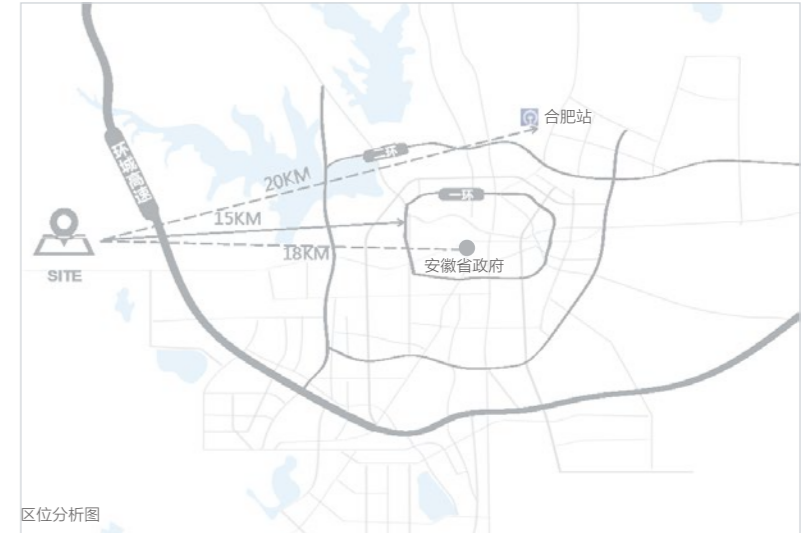 合肥站
二环
环城高速
20KM
一环
15KM
18KM
安徽省政府
SITE
区位分析图